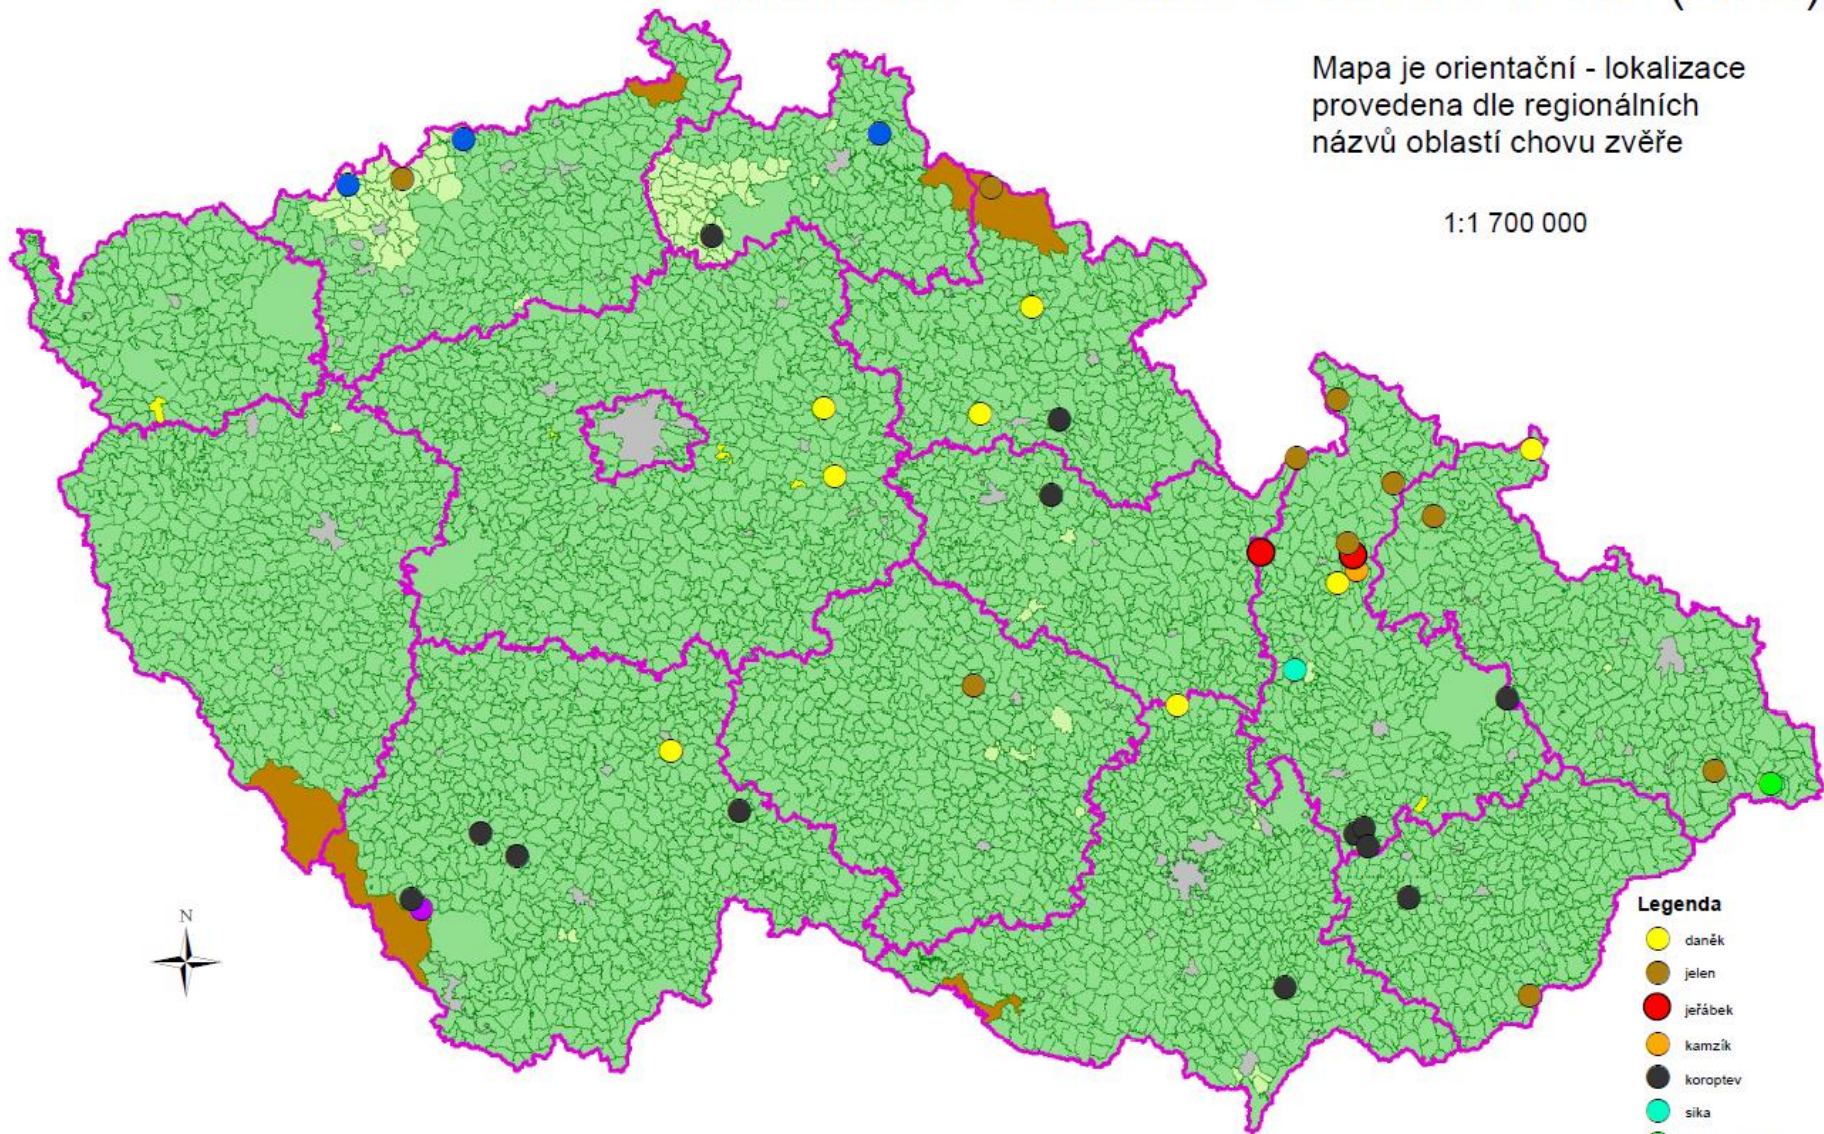 Mapa je orientační - lokalizace
provedena dle regionálních
názvů oblastí chovu zvěře
1:1 700 000
N
Legenda
daněk
jelen
jeřábek
kamzík
koroptev
sika